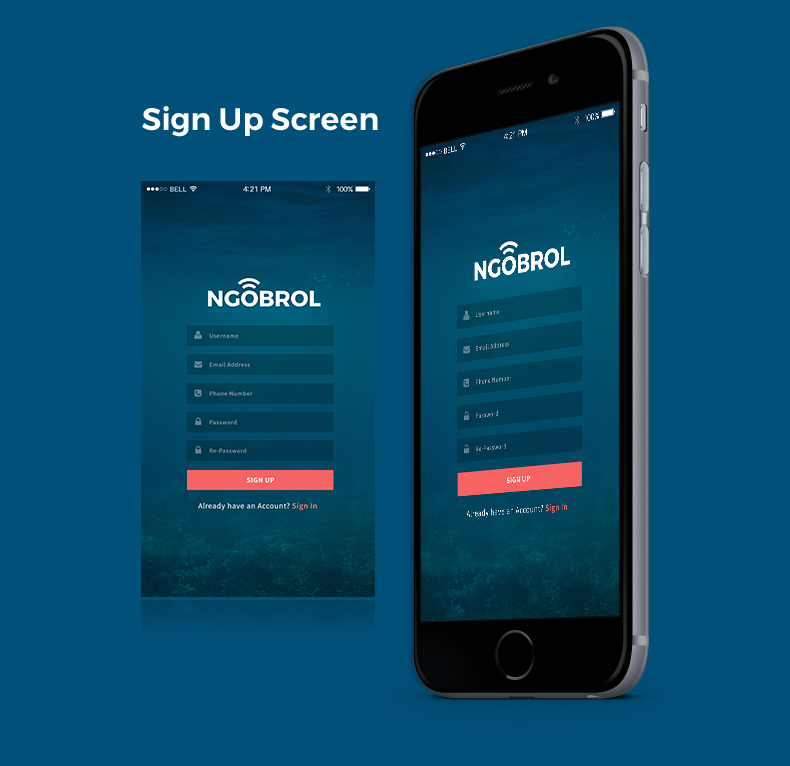 Sign Up Screen
BELL 4:21 PM 100%
NGOBROL
Username
Email Address
Phone Number
Password
Re-Password
SIGN UP
Already have an Account? Sign In
BELL 4:21 PM 100%
NGOBROL
Username
Email Address
Phone Number
Password
Re-Password
SIGN UP
Already have an Account? Sign In